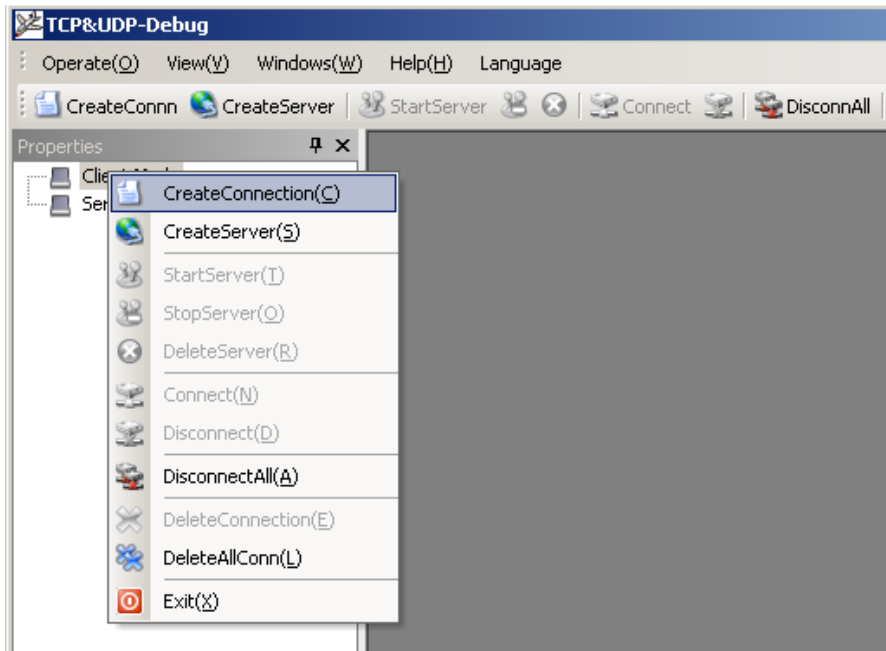 TCP&UDP-Debug
Operate(O) View(V) Windows(W) Help(H) Language
CreateConnn CreateServer StartServer Connect DisconnAll
Properties
CreateConnection(C)
CreateServer(S)
StartServer(T)
StopServer(O)
DeleteServer(R)
Connect(N)
Disconnect(D)
DisconnectAll(A)
DeleteConnection(E)
DeleteAllConn(L)
Exit(X)